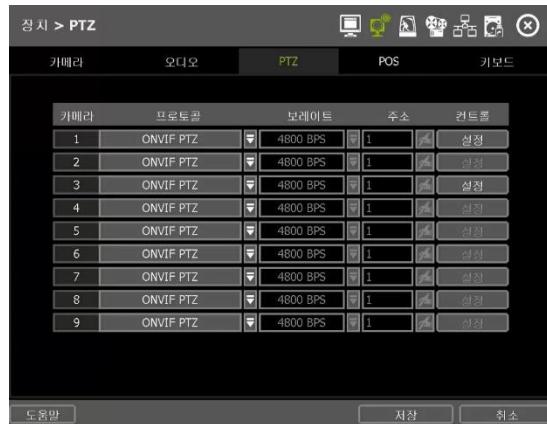 장치 > PTZ
카메라 오디오 PTZ POS 키보드
카메라 프로토콜 보레이트 주소 컨트롤
1 ONVIF PTZ 4800 BPS 1 설정
2 ONVIF PTZ 4800 BPS 1 설정
3 ONVIF PTZ 4800 BPS 1 설정
4 ONVIF PTZ 4800 BPS 1 설정
5 ONVIF PTZ 4800 BPS 1 설정
6 ONVIF PTZ 4800 BPS 1 설정
7 ONVIF PTZ 4800 BPS 1 설정
8 ONVIF PTZ 4800 BPS 1 설정
9 ONVIF PTZ 4800 BPS 1 설정
도움말 저장 취소